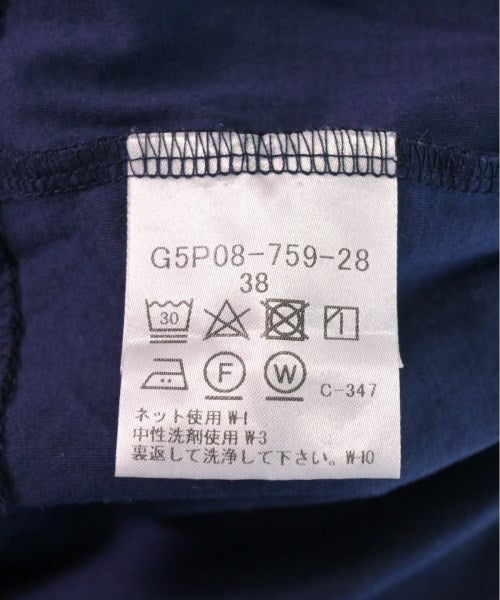 G5P08-759-28
38
30
F W C-347
ネット使用 W-1
中性洗剤使用 W-3
裏返して洗浄して下さい。W-10